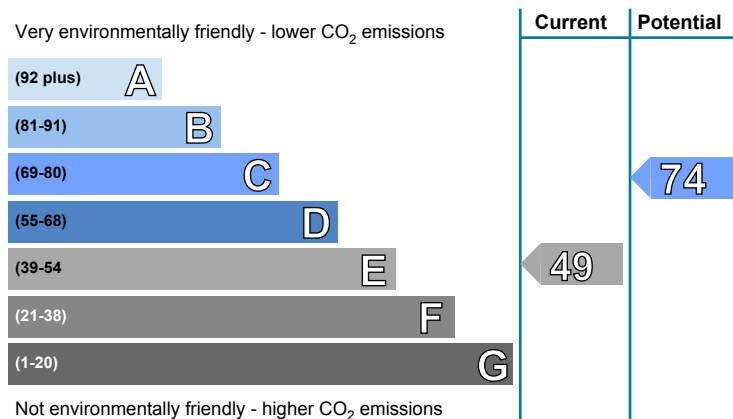 Current Potential
Very environmentally friendly - lower CO2 emissions
(92 plus) A
(81-91) B
(69-80) C
74
(55-68) D
(39-54 E
49
(21-38) F
(1-20) G
Not environmentally friendly - higher CO2 emissions